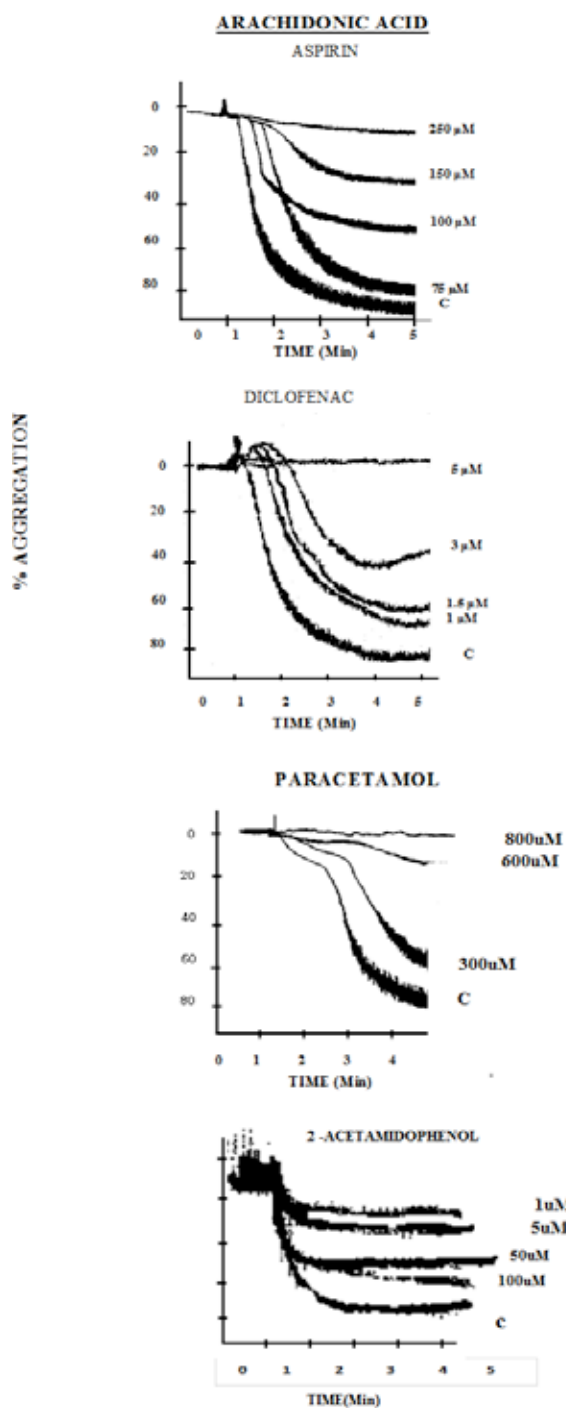 ARACHIDONIC ACID
ASPIRIN
0
20
40
60
80
250 µM
150 µM
100 µM
75 µM
C
0 1 2 3 4 5
TIME (Min)
% AGGREGATION
DICLOFENAC
0
20
40
60
80
5 µM
3 µM
1.5 µM
1 µM
C
0 1 2 3 4 5
TIME (Min)
PARACETAMOL
0
20
40
60
80
800uM
600uM
300uM
C
0 1 2 3 4
TIME (Min)
2 -ACETAMIDOPHENOL
1uM
5uM
50uM
100uM
c
0 1 2 3 4 5
TIME(Min)